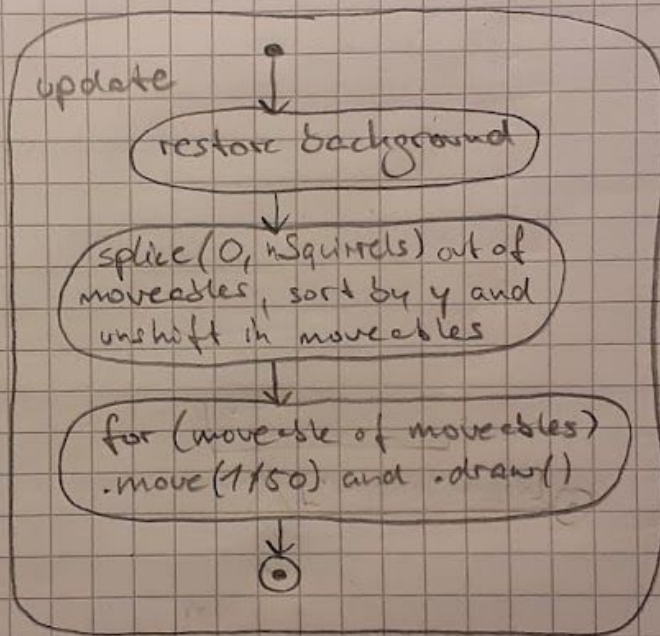 update
restore background
splice(0, nSquirrels) out of
moveables, sort by y and
unshift in moveables
for (moveable of moveables)
.move(1/50) and .draw()